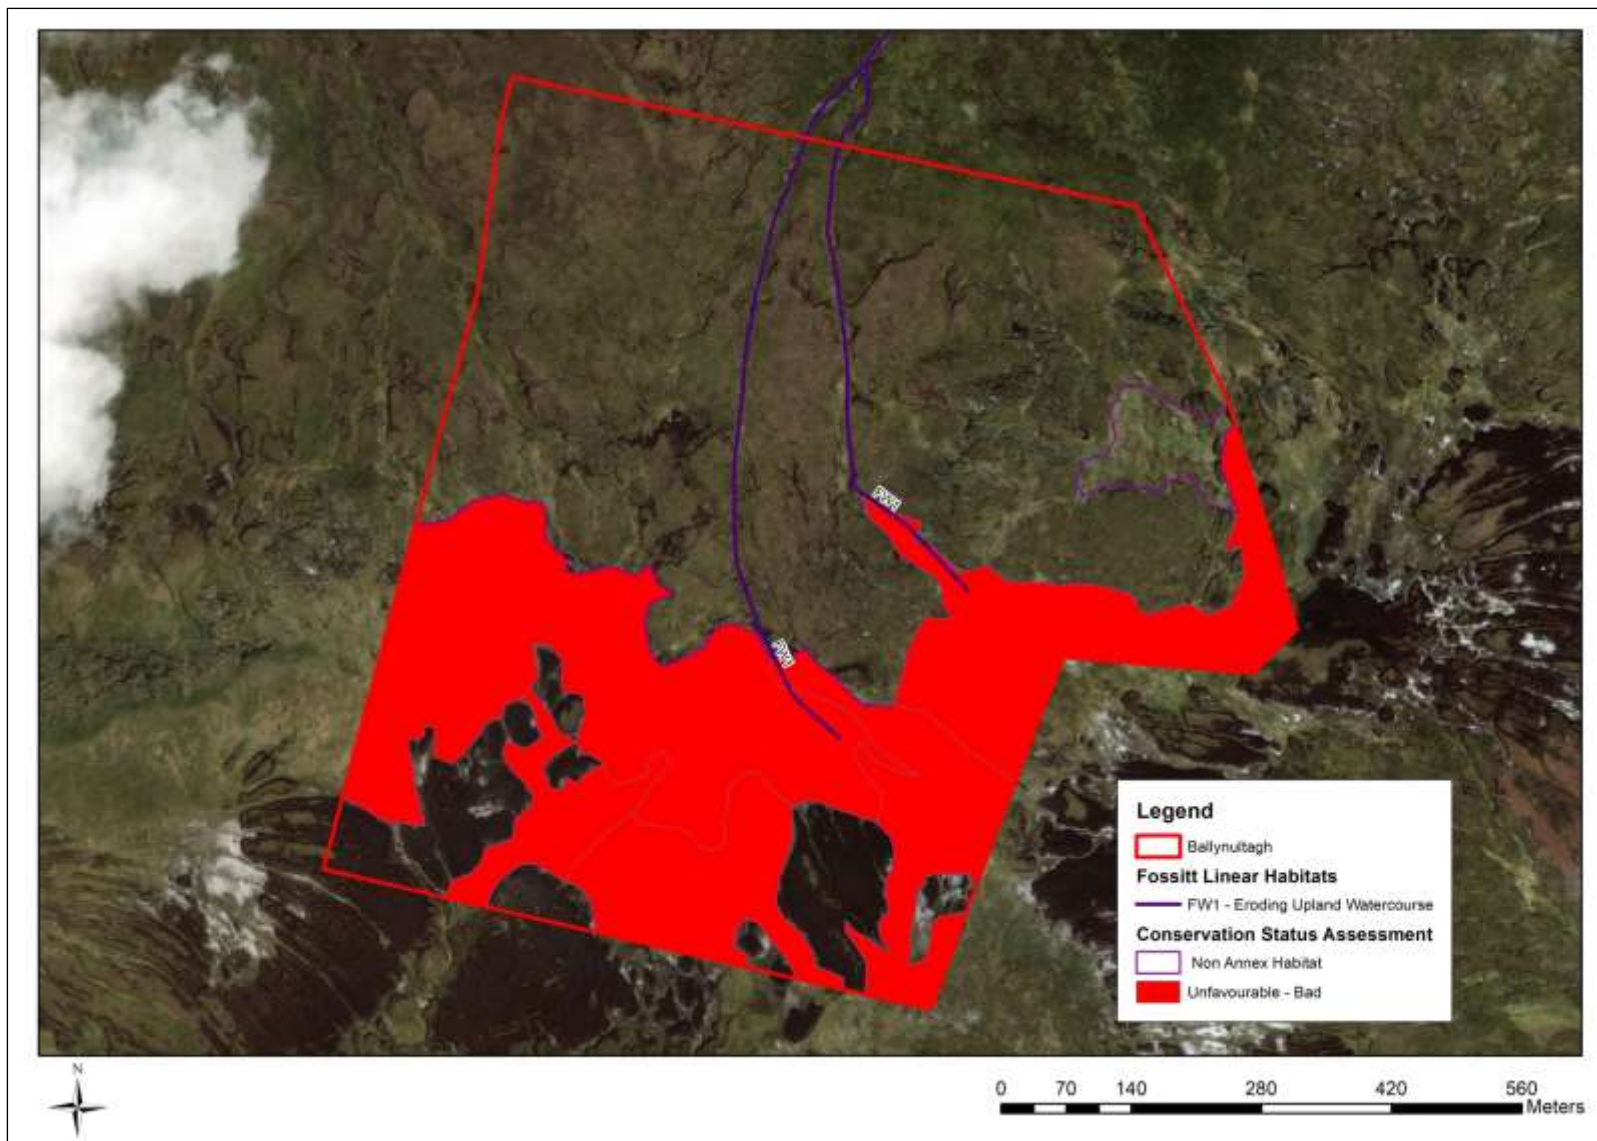 FW1
FW1
Legend
Ballynultagh
Fossitt Linear Habitats
FW1 - Eroding Upland Watercourse
Conservation Status Assessment
Non Annex Habitat
Unfavourable - Bad
N
0 70 140 280 420 560
Meters